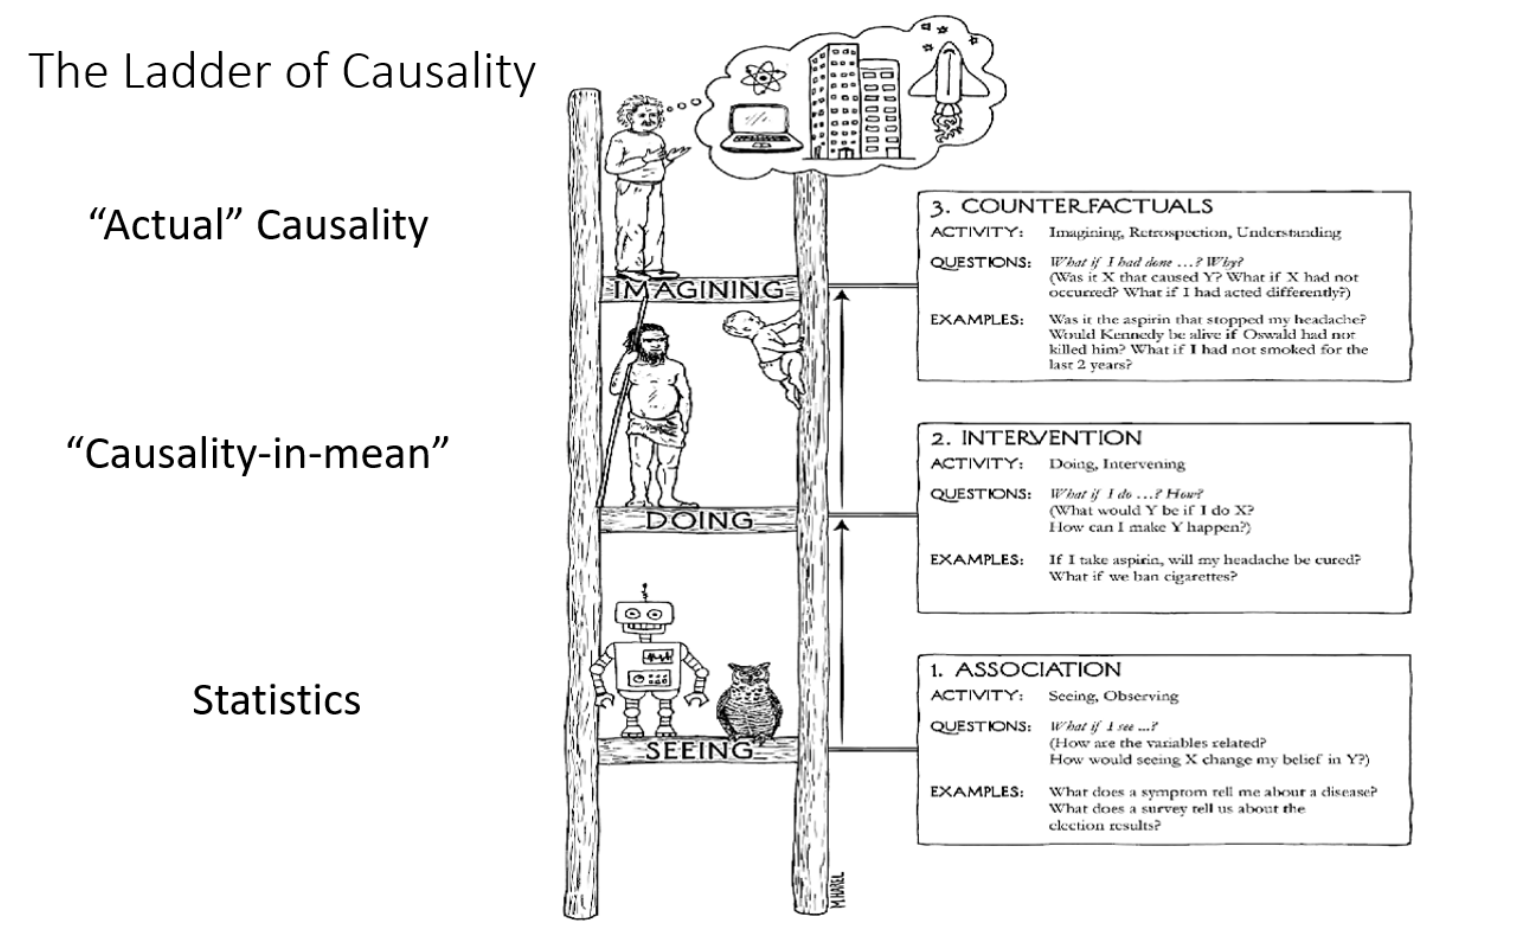 The Ladder of Causality
“Actual” Causality
“Causality-in-mean”
Statistics
IMAGINING
DOING
SEEING
3. COUNTERFACTUALS
ACTIVITY: Imagining, Retrospection, Understanding
QUESTIONS: What if I had done ...? Why?
(Was it X that caused Y? What if X had not
occurred? What if I had acted differently?)
EXAMPLES: Was it the aspirin that stopped my headache?
Would Kennedy be alive if Oswald had not
killed him? What if I had not smoked for the
last 2 years?
2. INTERVENTION
ACTIVITY: Doing, Intervening
QUESTIONS: What if I do ...? How?
(What would Y be if I do X?
How can I make Y happen?)
EXAMPLES: If I take aspirin, will my headache be cured?
What if we ban cigarettes?
1. ASSOCIATION
ACTIVITY: Seeing, Observing
QUESTIONS: What if I see ...?
(How are the variables related?
How would seeing X change my belief in Y?)
EXAMPLES: What does a symptom tell me about a disease?
What does a survey tell us about the
election results?
M.HAREL